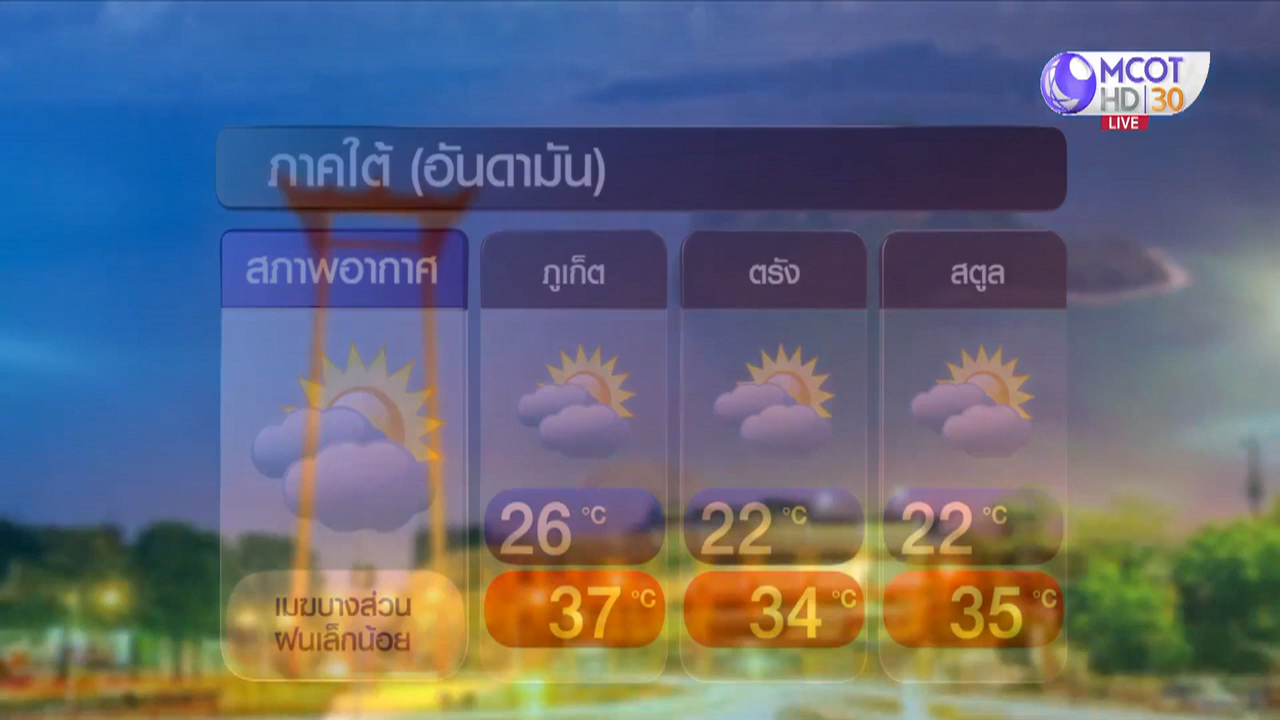 MCOT
HD 30
LIVE
ภาคใต้ (อันดามัน)
สภาพอากาศ
ภูเก็ต
ตรัง
สตูล
26 °C
22 °C
22 °C
37 °C
34 °C
35 °C
เมฆบางส่วน
ฝนเล็กน้อย